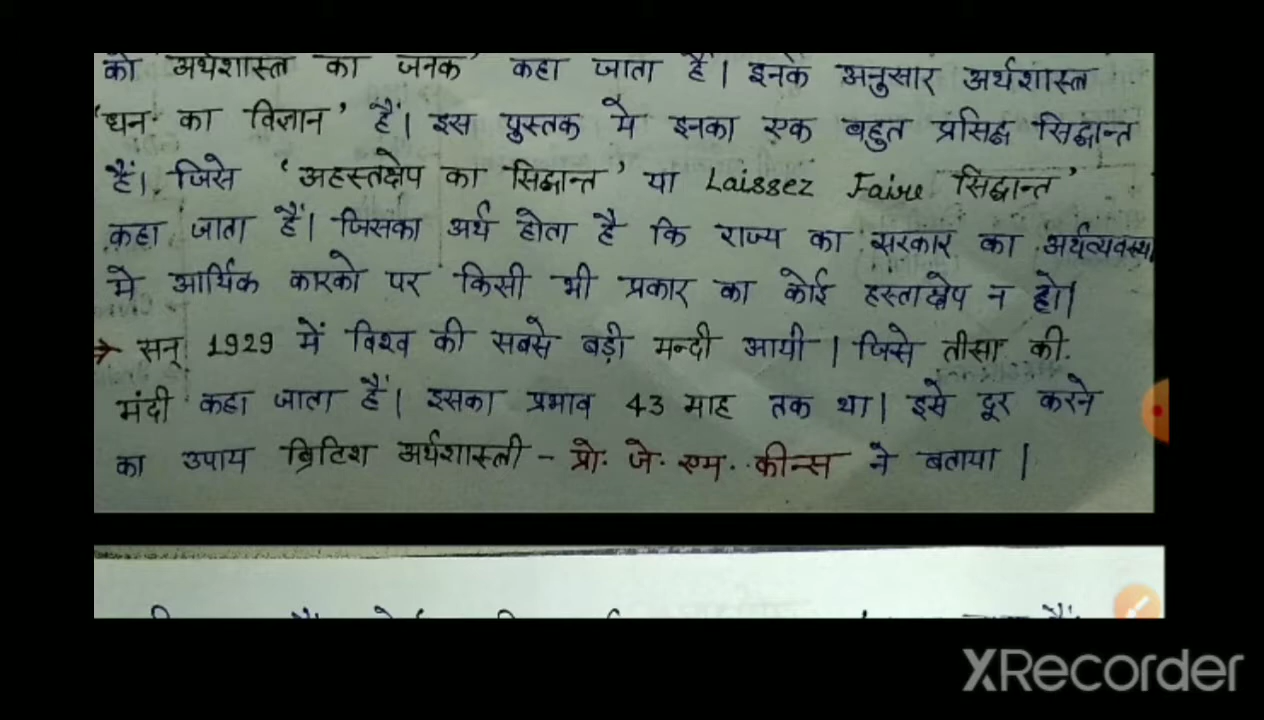 को 'अर्थशास्त्र का जनक' कहा जाता हैं। इनके अनुसार अर्थशास्त्र
'धन का विज्ञान' हैं। इस पुस्तक मे इनका एक बहुत प्रसिद्ध सिद्धान्त
हैं। जिसे 'अहस्तक्षेप का सिद्धान्त' या Laissez Faire सिद्धान्त'
कहा जाता हैं। जिसका अर्थ होता है कि राज्य का सरकार का अर्थव्यवस्था
मे आर्थिक कारको पर किसी भी प्रकार का कोई हस्ताक्षेप न हो।
→ सन् 1929 में विश्व की सबसे बड़ी मन्दी आयी। जिसे तीसा की
मंदी कहा जाता हैं। इसका प्रभाव 43 माह तक था। इसे दूर करने
का उपाय ब्रिटिश अर्थशास्त्री - प्रो. जे. एम. कीन्स ने बताया।
XRecorder